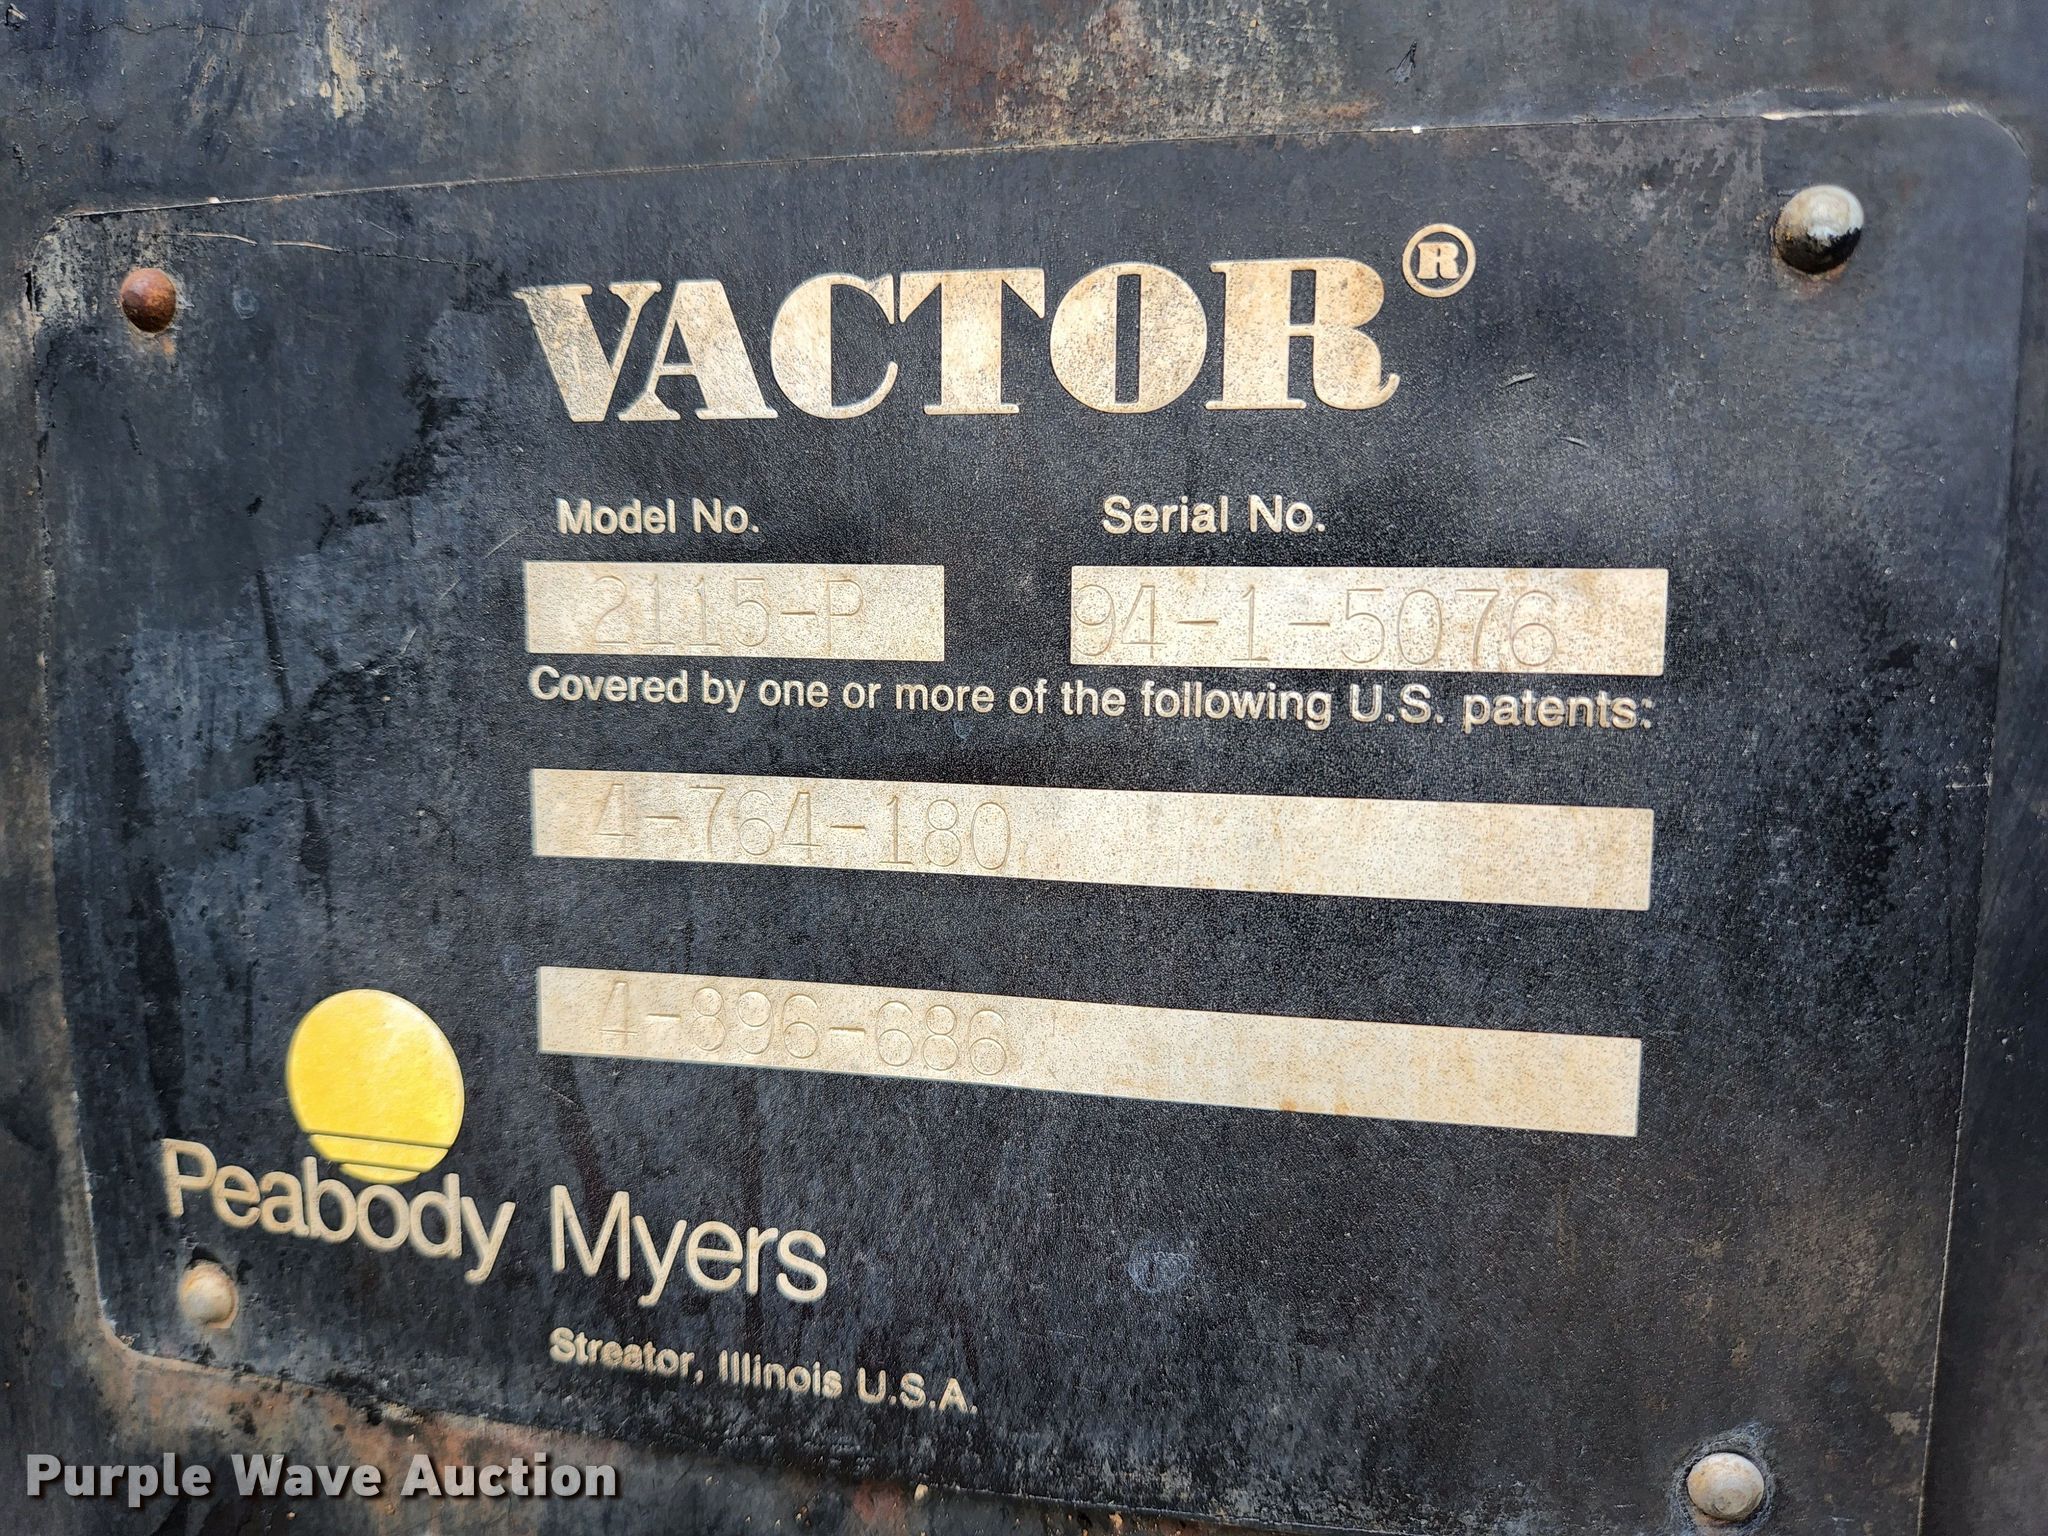 VACTOR®
Model No. Serial No.
2115-P 94-1-5076
Covered by one or more of the following U.S. patents:
4-764-180
4-896-686
Peabody Myers
Streator, Illinois U.S.A.
Purple Wave Auction